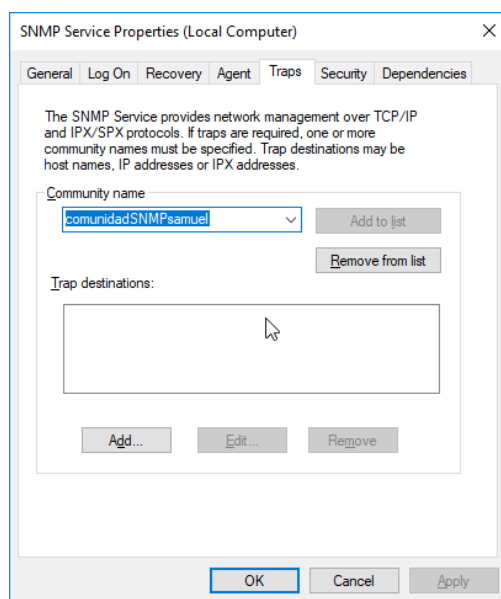 SNMP Service Properties (Local Computer)
General Log On Recovery Agent Traps Security Dependencies
The SNMP Service provides network management over TCP/IP
and IPX/SPX protocols. If traps are required, one or more
community names must be specified. Trap destinations may be
host names, IP addresses or IPX addresses.
Community name
comunidadSNMPsamuel
Add to list
Remove from list
Trap destinations:
Add... Edit... Remove
OK Cancel Apply